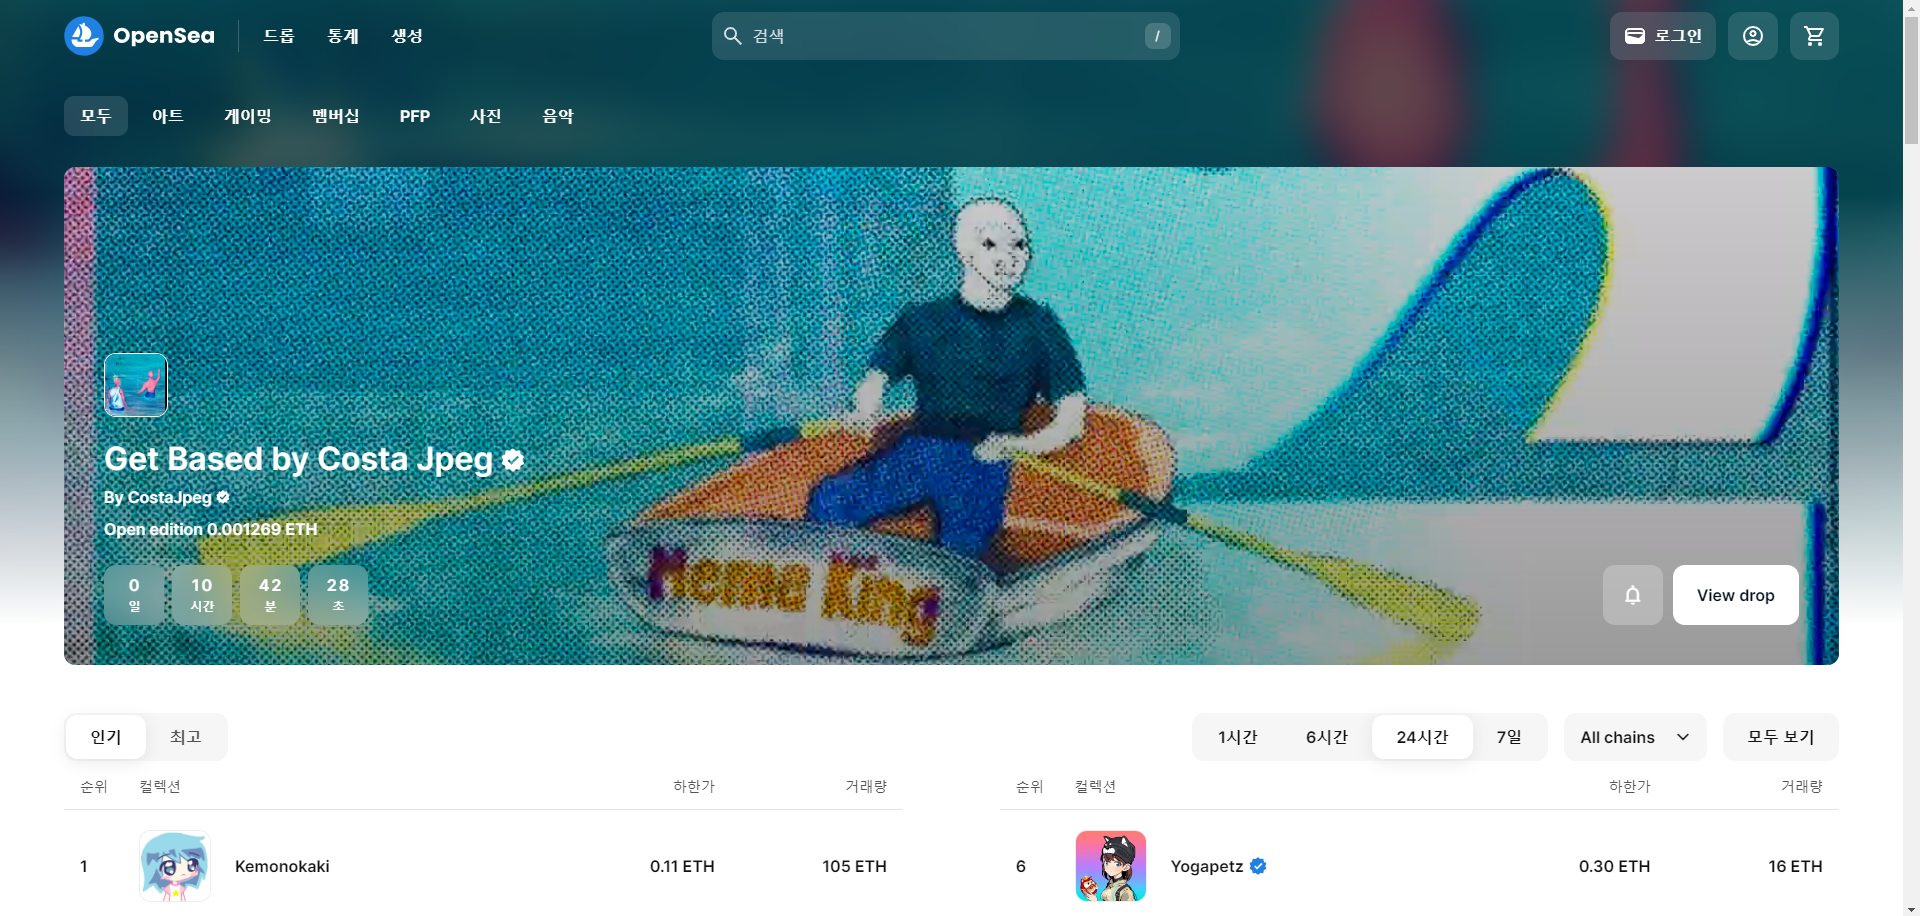 OpenSea
드롭
통계
생성
검색
/
로그인
모두
아트
게이밍
멤버십
PFP
사진
음악
Get Based by Costa Jpeg
By CostaJpeg
Open edition 0.001269 ETH
0
일
10
시간
42
분
28
초
Meme King
View drop
인기
최고
1시간
6시간
24시간
7일
All chains
모두 보기
순위 컬렉션 하한가 거래량
순위 컬렉션 하한가 거래량
1 Kemonokaki 0.11 ETH 105 ETH
6 Yogapetz 0.30 ETH 16 ETH